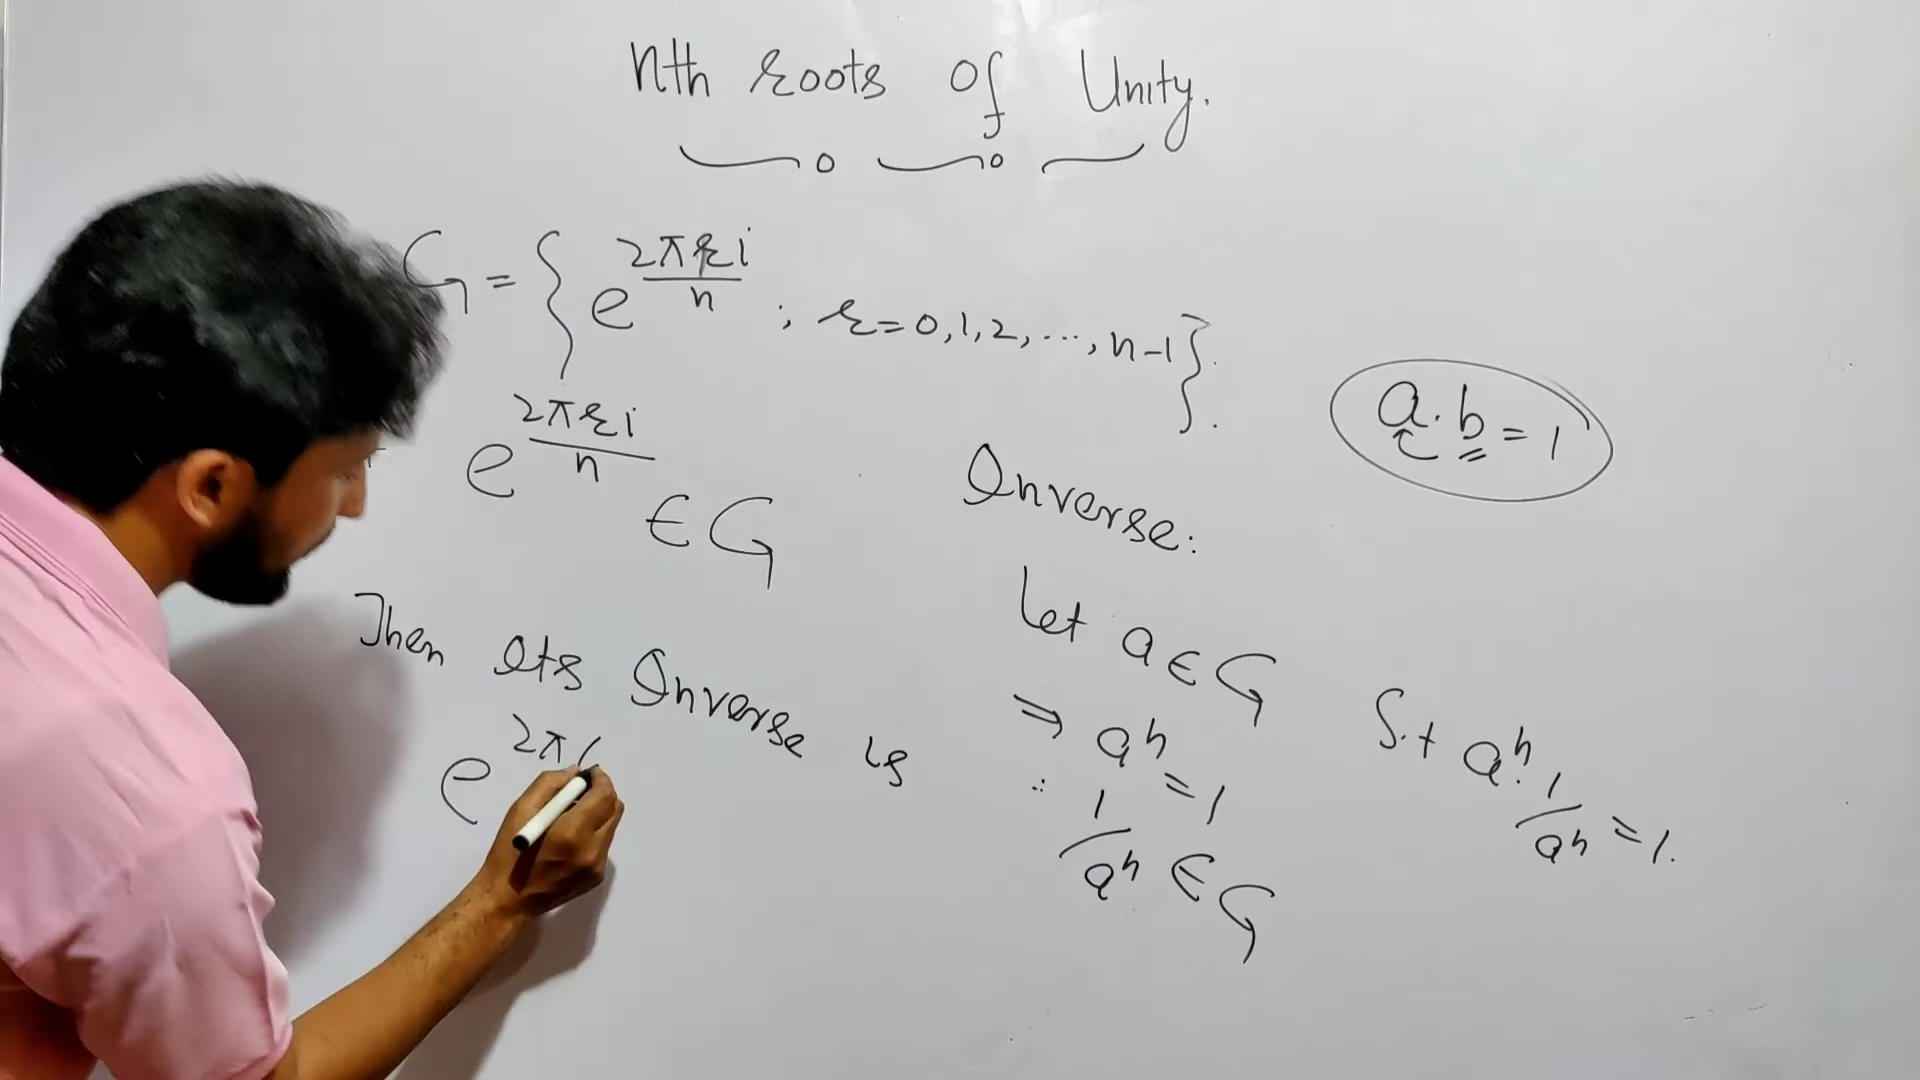 nth roots of Unity.
G = { e^(2πri/n) ; r=0,1,2,...,n-1}.
e^(2πri/n) ∈ G
Then Its Inverse is
e^(2π(
a.b=1
Inverse:
Let a ∈ G
⇒ a^n = 1
∴ 1/a^n ∈ G
S.t a^n . 1/a^n = 1.